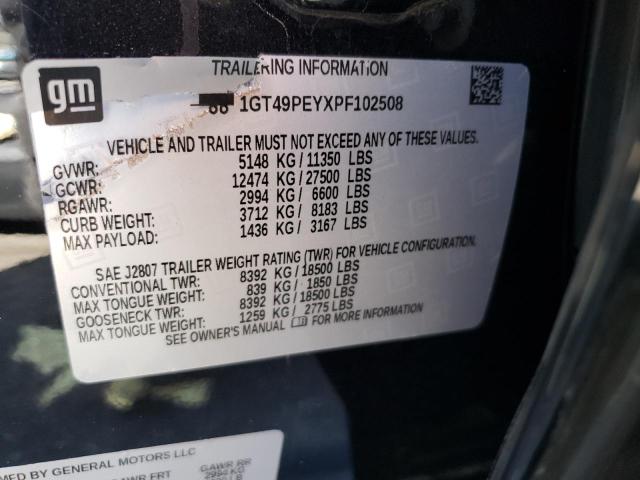 gm
TRAILERING INFORMATION
1GT49PEYXPF102508
VEHICLE AND TRAILER MUST NOT EXCEED ANY OF THESE VALUES.
GVWR: 5148 KG/11350 LBS
GCWR: 12474 KG/27500 LBS
RGAWR: 2994 KG/ 6600 LBS
CURB WEIGHT: 3712 KG/ 8183 LBS
MAX PAYLOAD: 1436 KG/ 3167 LBS
SAE J2807 TRAILER WEIGHT RATING (TWR) FOR VEHICLE CONFIGURATION.
CONVENTIONAL TWR: 8392 KG/18500 LBS
MAX TONGUE WEIGHT: 839 KG/ 1850 LBS
GOOSENECK TWR: 8392 KG/18500 LBS
MAX TONGUE WEIGHT: 1259 KG/ 2775 LBS
SEE OWNER'S MANUAL FOR MORE INFORMATION
MED BY GENERAL MOTORS LLC
GAWR FRT GAWR RR
2994 KG